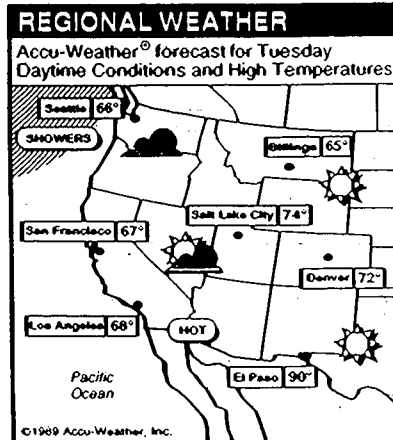 REGIONAL WEATHER
Accu-Weather® forecast for Tuesday
Daytime Conditions and High Temperatures
Seattle 66°
SHOWERS
Billings 65°
Salt Lake City 74°
San Francisco 67°
Denver 72°
Los Angeles 68°
HOT
El Paso 90°
Pacific
Ocean
©1989 Accu-Weather, Inc.